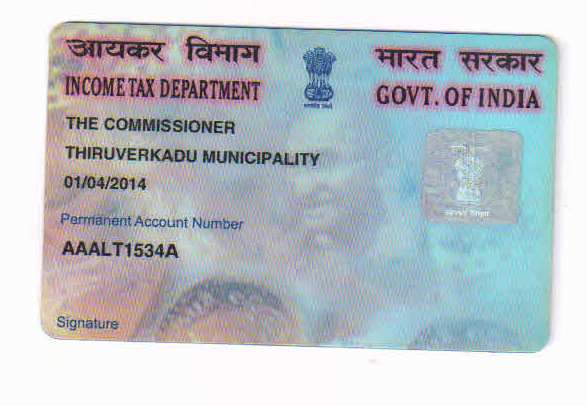 आयकर विभाग
भारत सरकार
INCOME TAX DEPARTMENT
GOVT. OF INDIA
THE COMMISSIONER
THIRUVERKADU MUNICIPALITY
01/04/2014
Permanent Account Number
AAALT1534A
Signature